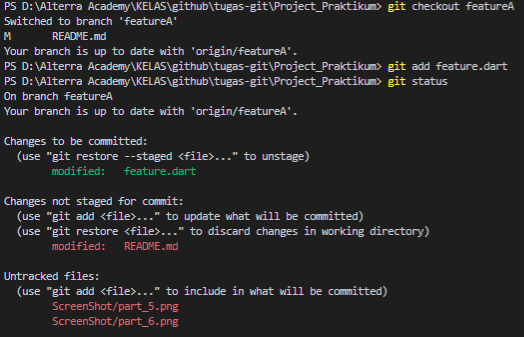 PS D:\Alterra Academy\KELAS\github\tugas-git\Project_Praktikum> git checkout featureA
Switched to branch 'featureA'
M       README.md
Your branch is up to date with 'origin/featureA'.
PS D:\Alterra Academy\KELAS\github\tugas-git\Project_Praktikum> git add feature.dart
PS D:\Alterra Academy\KELAS\github\tugas-git\Project_Praktikum> git status
On branch featureA
Your branch is up to date with 'origin/featureA'.

Changes to be committed:
  (use "git restore --staged <file>..." to unstage)
        modified:   feature.dart

Changes not staged for commit:
  (use "git add <file>..." to update what will be committed)
  (use "git restore <file>..." to discard changes in working directory)
        modified:   README.md

Untracked files:
  (use "git add <file>..." to include in what will be committed)
        ScreenShot/part_5.png
        ScreenShot/part_6.png